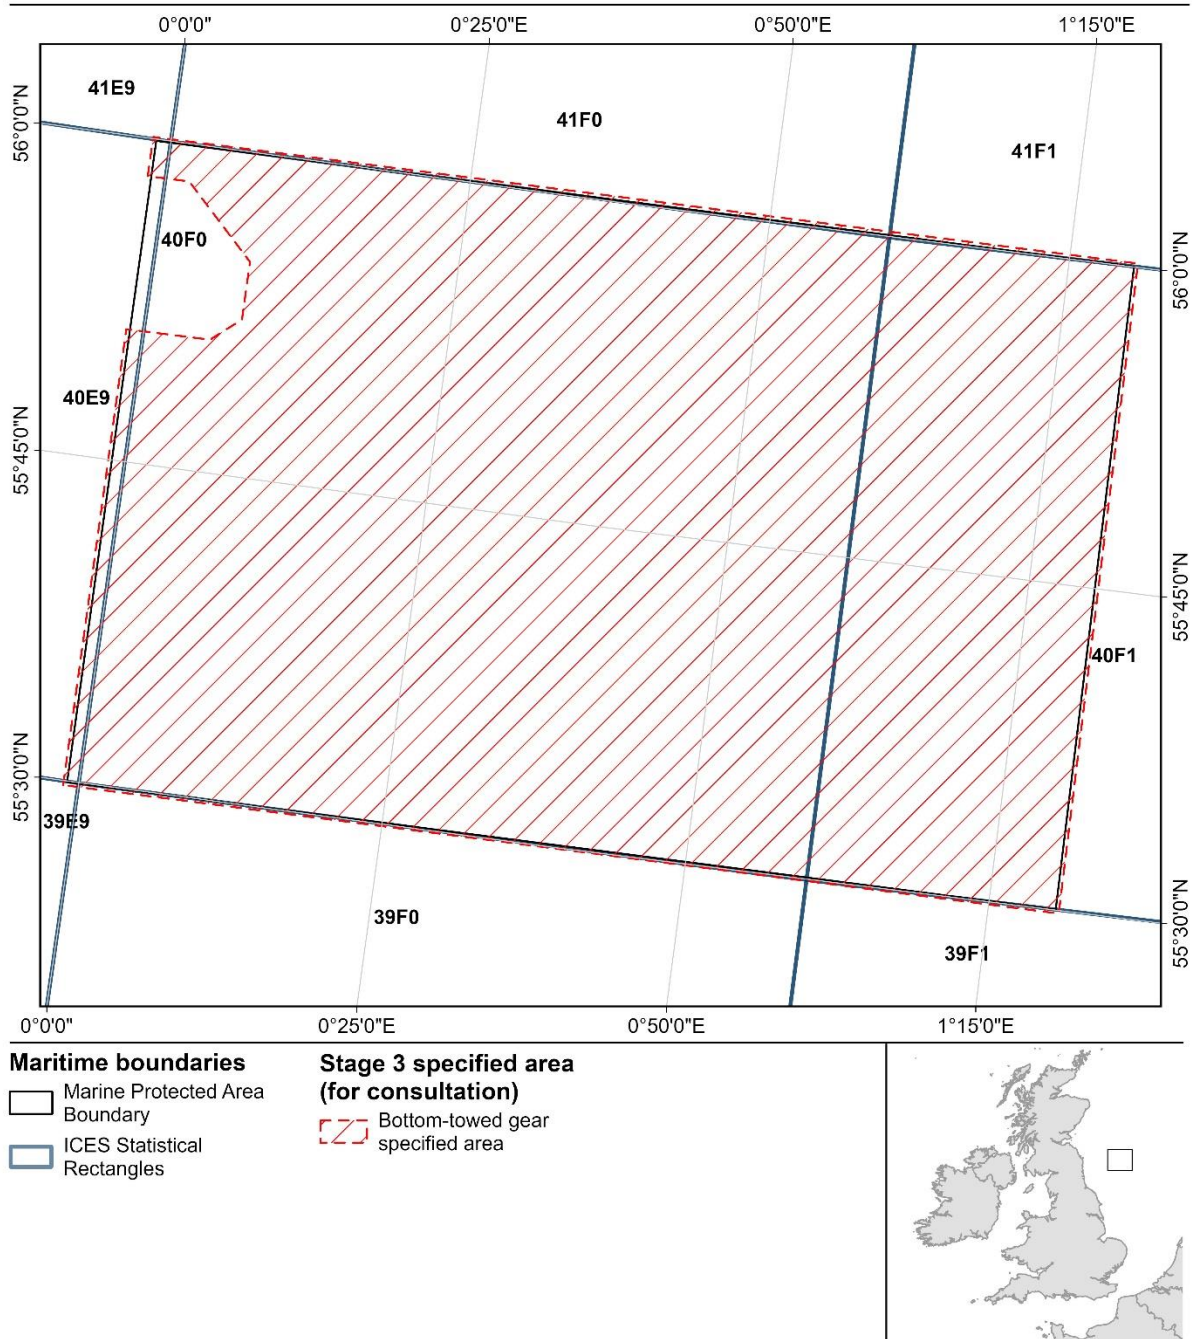 0°0'0" 0°25'0"E 0°50'0"E 1°15'0"E
41E9
41F0
41F1
56°0'0"N
40F0
56°0'0"N
40E9
55°45'0"N
55°45'0"N
40F1
55°30'0"N
39E9
39F0
55°30'0"N
39F1
0°0'0" 0°25'0"E 0°50'0"E 1°15'0"E
Maritime boundaries
Marine Protected Area
Boundary
ICES Statistical
Rectangles
Stage 3 specified area
(for consultation)
Bottom-towed gear
specified area